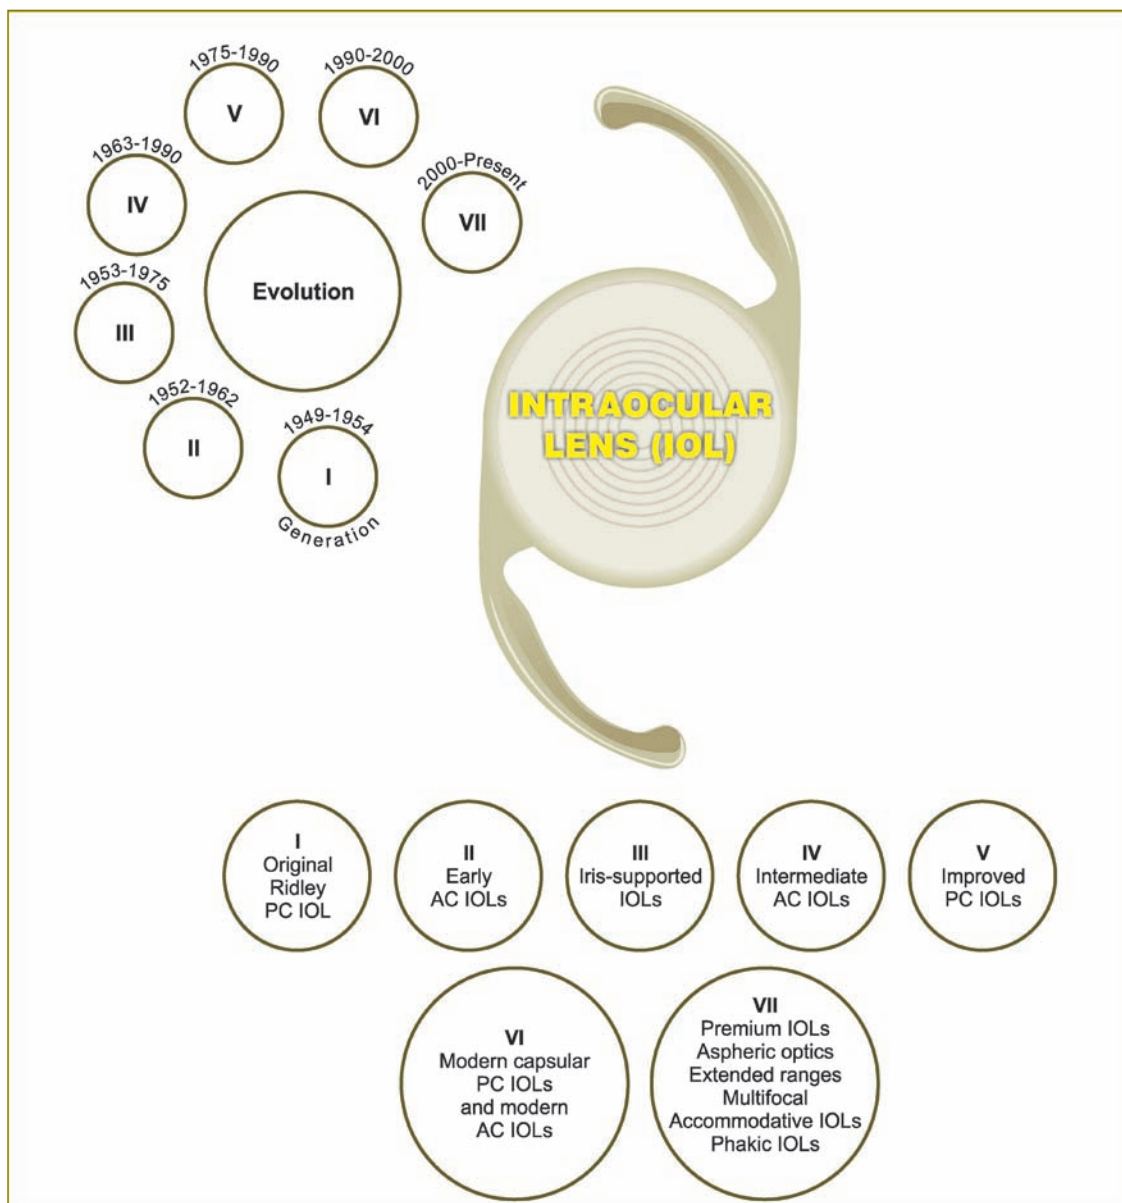 1975-1990
V
1990-2000
VI
1963-1990
IV
2000-Present
VII
Evolution
1953-1975
III
1952-1962
II
1949-1954
I
Generation
INTRAOCULAR
LENS (IOL)
I
Original
Ridley
PC IOL
II
Early
AC IOLs
III
Iris-supported
IOLs
IV
Intermediate
AC IOLs
V
Improved
PC IOLs
VI
Modern capsular
PC IOLs
and modern
AC IOLs
VII
Premium IOLs
Aspheric optics
Extended ranges
Multifocal
Accommodative IOLs
Phakic IOLs